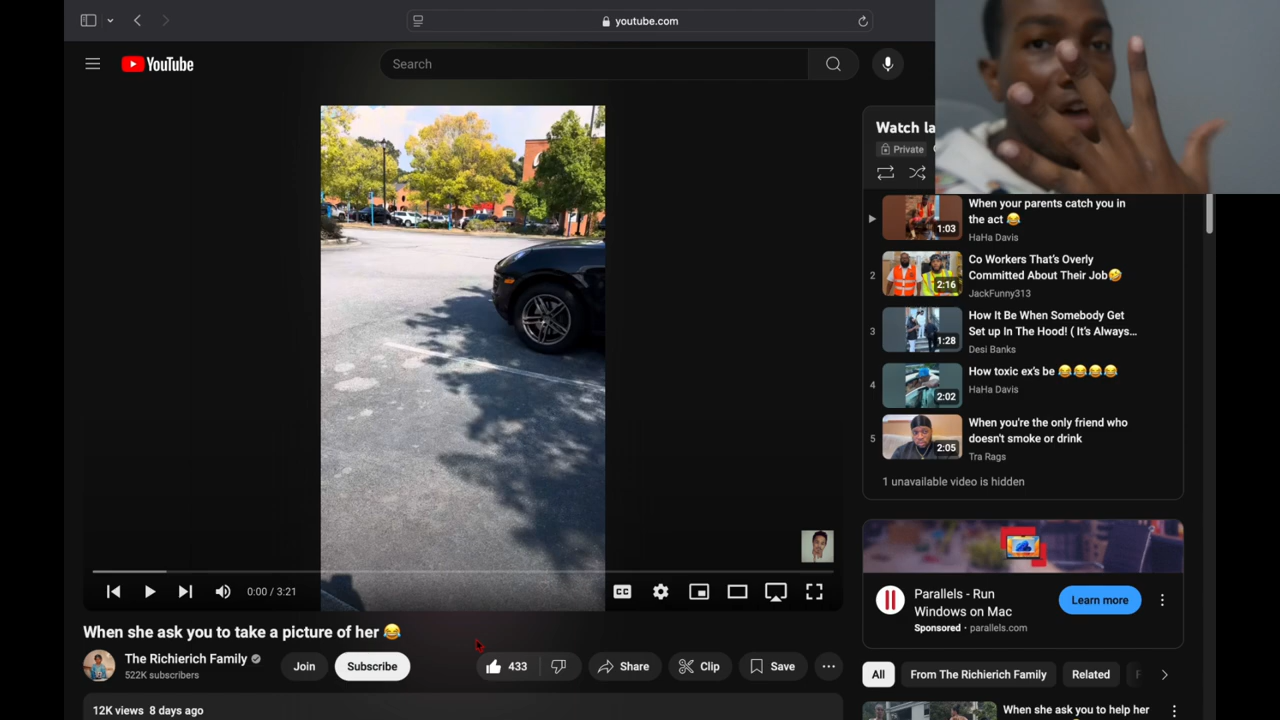 youtube.com
YouTube
Search
Watch la
Private
When your parents catch you in
the act 😂
HaHa Davis
1:03
2
Co Workers That's Overly
Committed About Their Job🤣
JackFunny313
2:16
3
How It Be When Somebody Get
Set up In The Hood! ( It's Always...
Desi Banks
1:28
4
How toxic ex's be 😂😂😂😂
HaHa Davis
2:02
5
When you're the only friend who
doesn't smoke or drink
Tra Rags
2:05
1 unavailable video is hidden
0:00 / 3:21
CC
When she ask you to take a picture of her 😂
The Richierich Family
522K subscribers
Join
Subscribe
433
Share
Clip
Save
12K views 8 days ago
Parallels - Run
Windows on Mac
Sponsored · parallels.com
Learn more
All
From The Richierich Family
Related
When she ask you to help her